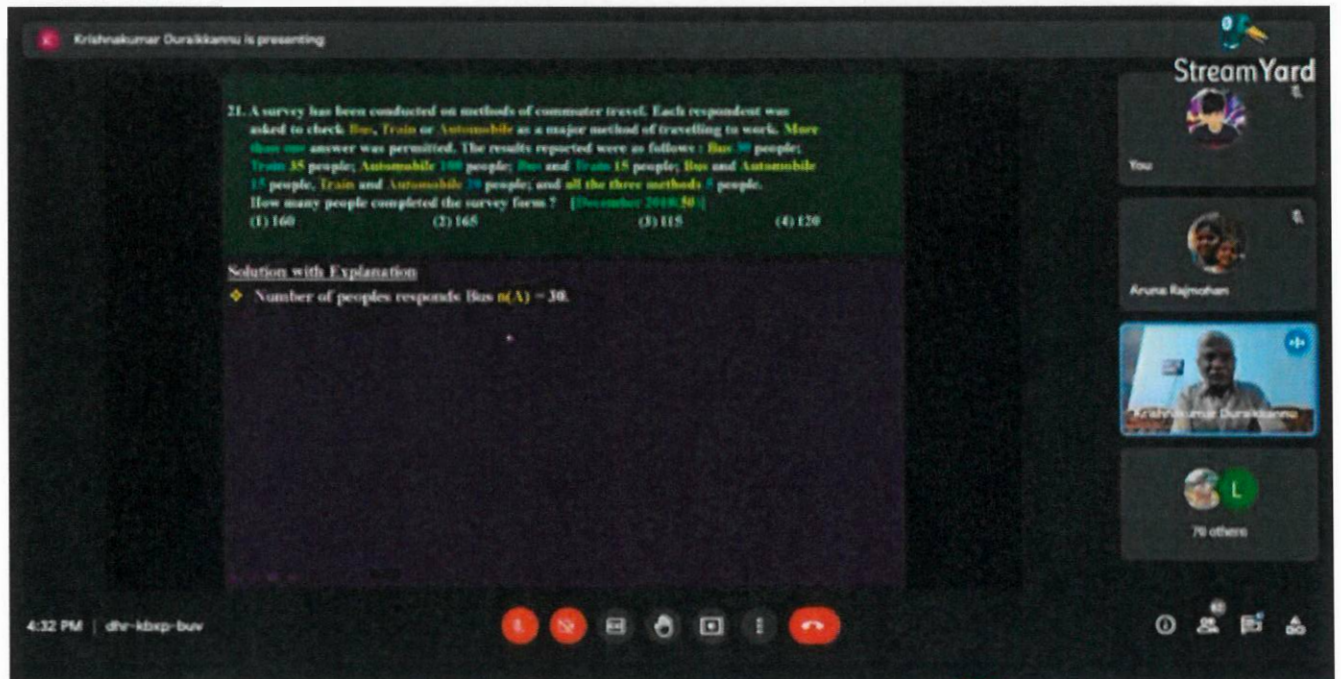 Krishnakumar Duraikkannu is presenting
StreamYard
21. A survey has been conducted on methods of commuter travel. Each respondent was
asked to check Bus, Train or Automobile as a major method of travelling to work. More
than one answer was permitted. The results reported were as follows : Bus 30 people;
Train 35 people; Automobile 100 people; Bus and Train 15 people; Bus and Automobile
15 people, Train and Automobile 20 people; and all the three methods 5 people.
How many people completed the survey form ? [December 2010:50]
(1) 160 (2) 165 (3) 115 (4) 120
Solution with Explanation
❖ Number of peoples responds Bus n(A) = 30.
You
Aruna Rajmohan
Krishnakumar Duraikkannu
L
70 others
4:32 PM | dhr-kbxp-buv